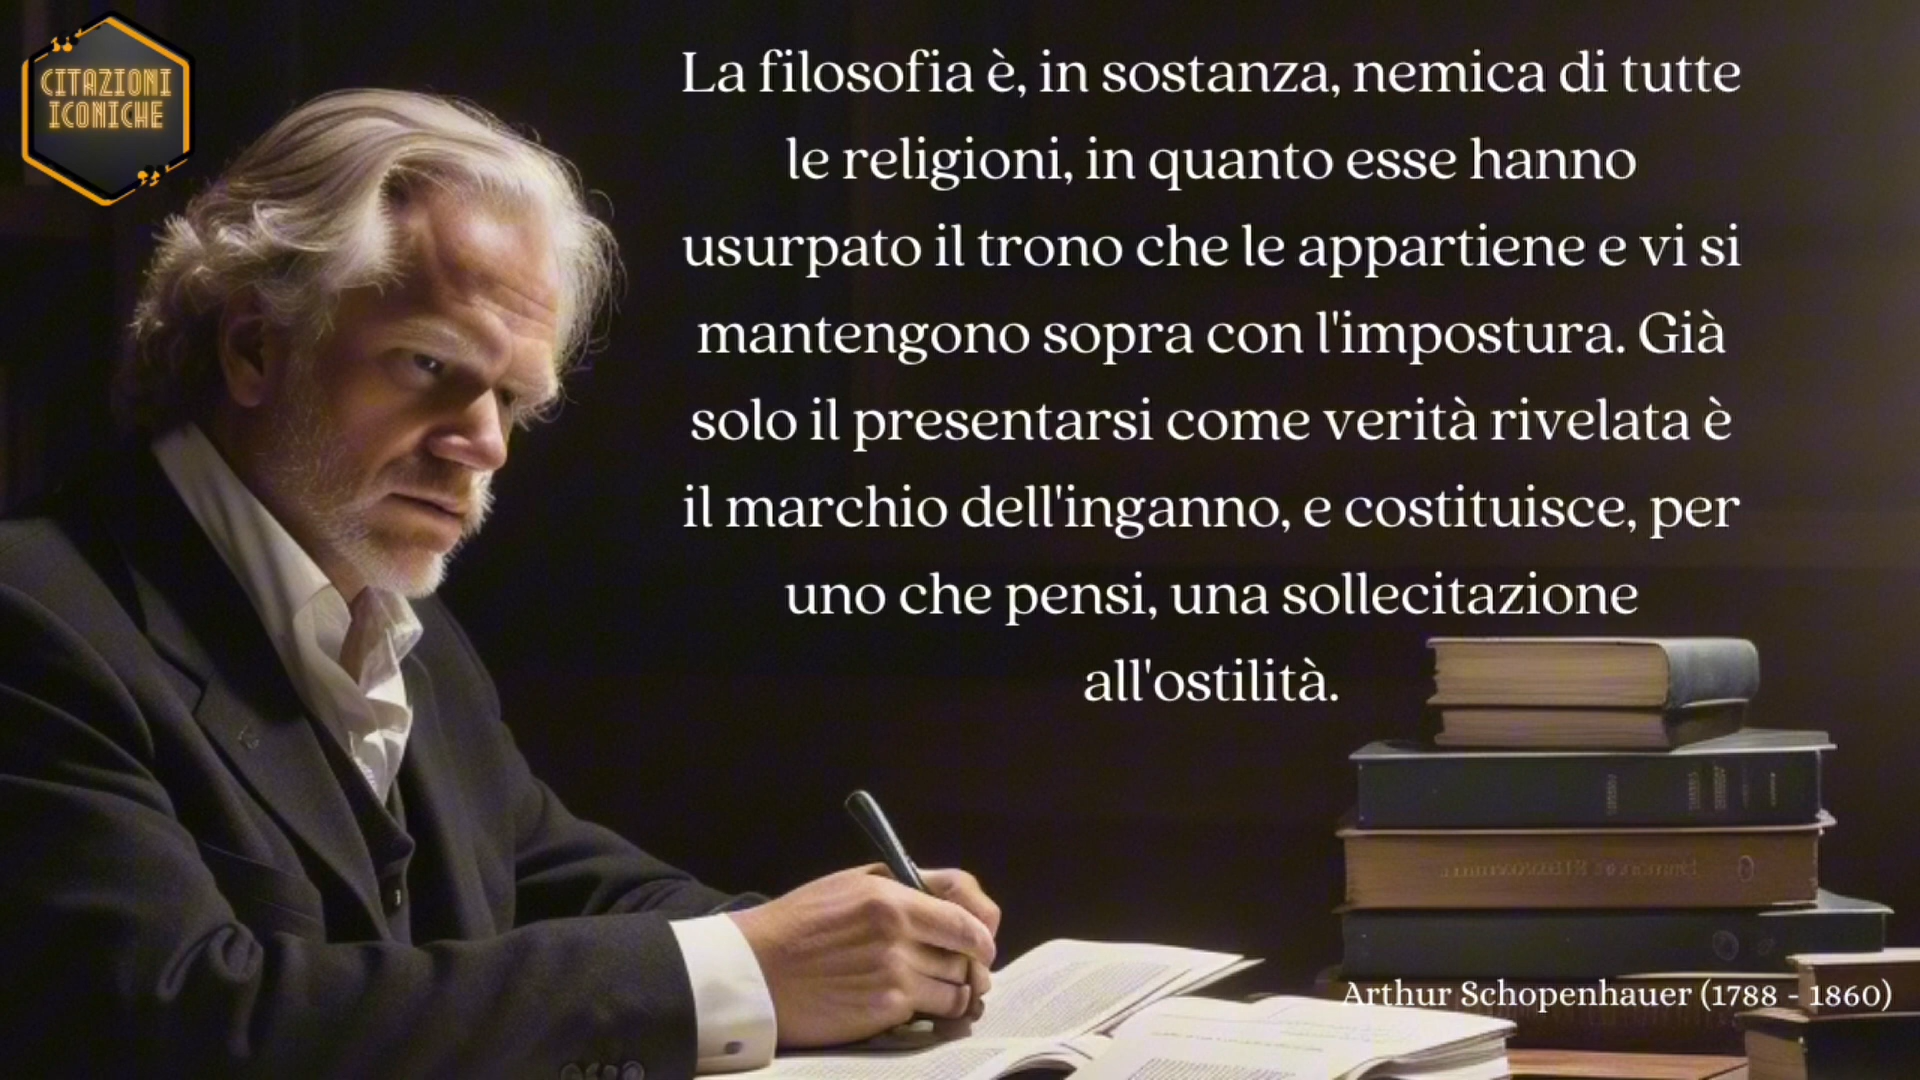 CITAZIONI
ICONICHE
La filosofia è, in sostanza, nemica di tutte
le religioni, in quanto esse hanno
usurpato il trono che le appartiene e vi si
mantengono sopra con l'impostura. Già
solo il presentarsi come verità rivelata è
il marchio dell'inganno, e costituisce, per
uno che pensi, una sollecitazione
all'ostilità.
Arthur Schopenhauer (1788 - 1860)